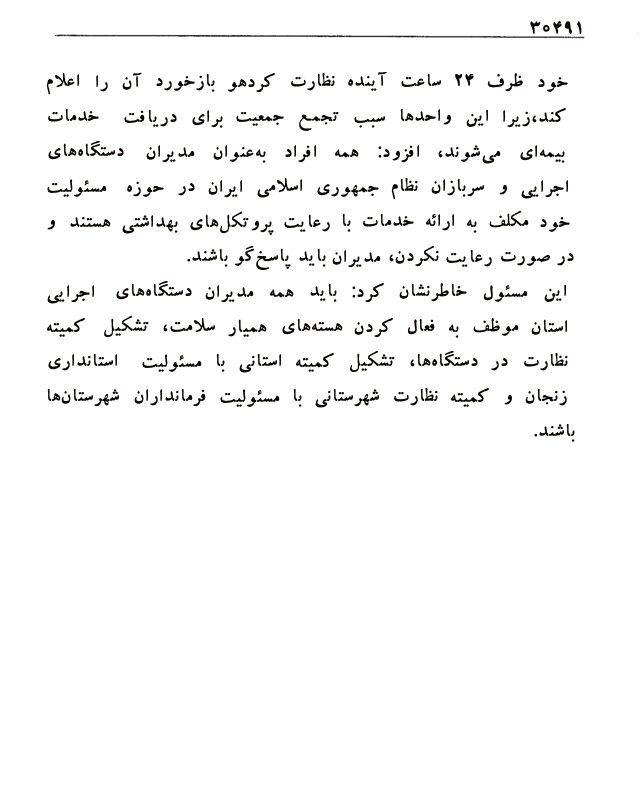 ۳۰۴۹۱
خود ظرف ۲۴ ساعت آینده نظارت کردهو بازخورد آن را اعلام
کند،زیرا این واحدها سبب تجمع جمعیت برای دریافت خدمات
بیمه‌ای می‌شوند، افزود: همه افراد به‌عنوان مدیران دستگاه‌های
اجرایی و سربازان نظام جمهوری اسلامی ایران در حوزه مسئولیت
خود مکلف به ارائه خدمات با رعایت پروتکل‌های بهداشتی هستند و
در صورت رعایت نکردن، مدیران باید پاسخ‌گو باشند.
این مسئول خاطرنشان کرد: باید همه مدیران دستگاه‌های اجرایی
استان موظف به فعال کردن هسته‌های همیار سلامت، تشکیل کمیته
نظارت در دستگاه‌ها، تشکیل کمیته استانی با مسئولیت استانداری
زنجان و کمیته نظارت شهرستانی با مسئولیت فرمانداران شهرستان‌ها
باشند.